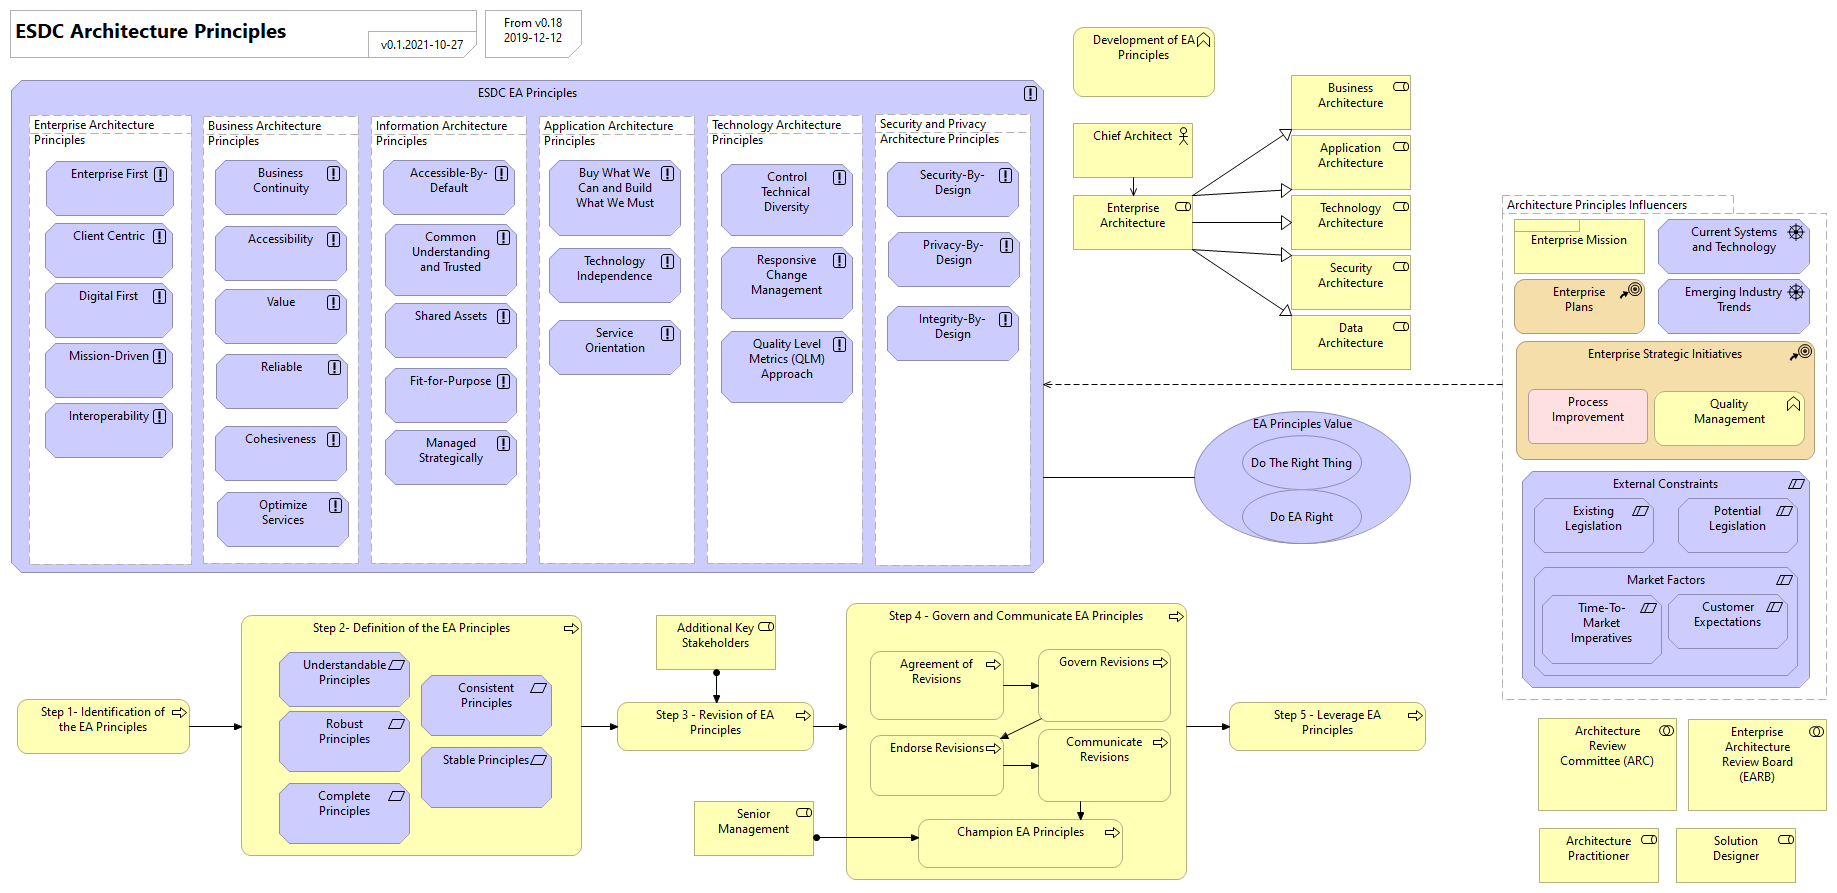 ESDC Architecture Principles
v0.1.2021-10-27
From v0.18
2019-12-12
ESDC EA Principles
Enterprise Architecture
Principles
Enterprise First
Client Centric
Digital First
Mission-Driven
Interoperability
Business Architecture
Principles
Business
Continuity
Accessibility
Value
Reliable
Cohesiveness
Optimize
Services
Information Architecture
Principles
Accessible-By-
Default
Common
Understanding
and Trusted
Shared Assets
Fit-for-Purpose
Managed
Strategically
Application Architecture
Principles
Buy What We
Can and Build
What We Must
Technology
Independence
Service
Orientation
Technology Architecture
Principles
Control
Technical
Diversity
Responsive
Change
Management
Quality Level
Metrics (QLM)
Approach
Security and Privacy
Architecture Principles
Security-By-
Design
Privacy-By-
Design
Integrity-By-
Design
Development of EA
Principles
Chief Architect
Enterprise
Architecture
Business
Architecture
Application
Architecture
Technology
Architecture
Security
Architecture
Data
Architecture
EA Principles Value
Do The Right Thing
Do EA Right
Architecture Principles Influencers
Enterprise Mission
Current Systems
and Technology
Enterprise
Plans
Emerging Industry
Trends
Enterprise Strategic Initiatives
Process
Improvement
Quality
Management
External Constraints
Existing
Legislation
Potential
Legislation
Market Factors
Time-To-
Market
Imperatives
Customer
Expectations
Step 1- Identification of
the EA Principles
Step 2- Definition of the EA Principles
Understandable
Principles
Robust
Principles
Complete
Principles
Consistent
Principles
Stable Principles
Additional Key
Stakeholders
Step 3 - Revision of EA
Principles
Senior
Management
Step 4 - Govern and Communicate EA Principles
Agreement of
Revisions
Govern Revisions
Endorse Revisions
Communicate
Revisions
Champion EA Principles
Step 5 - Leverage EA
Principles
Architecture
Review
Committee (ARC)
Enterprise
Architecture
Review Board
(EARB)
Architecture
Practitioner
Solution
Designer